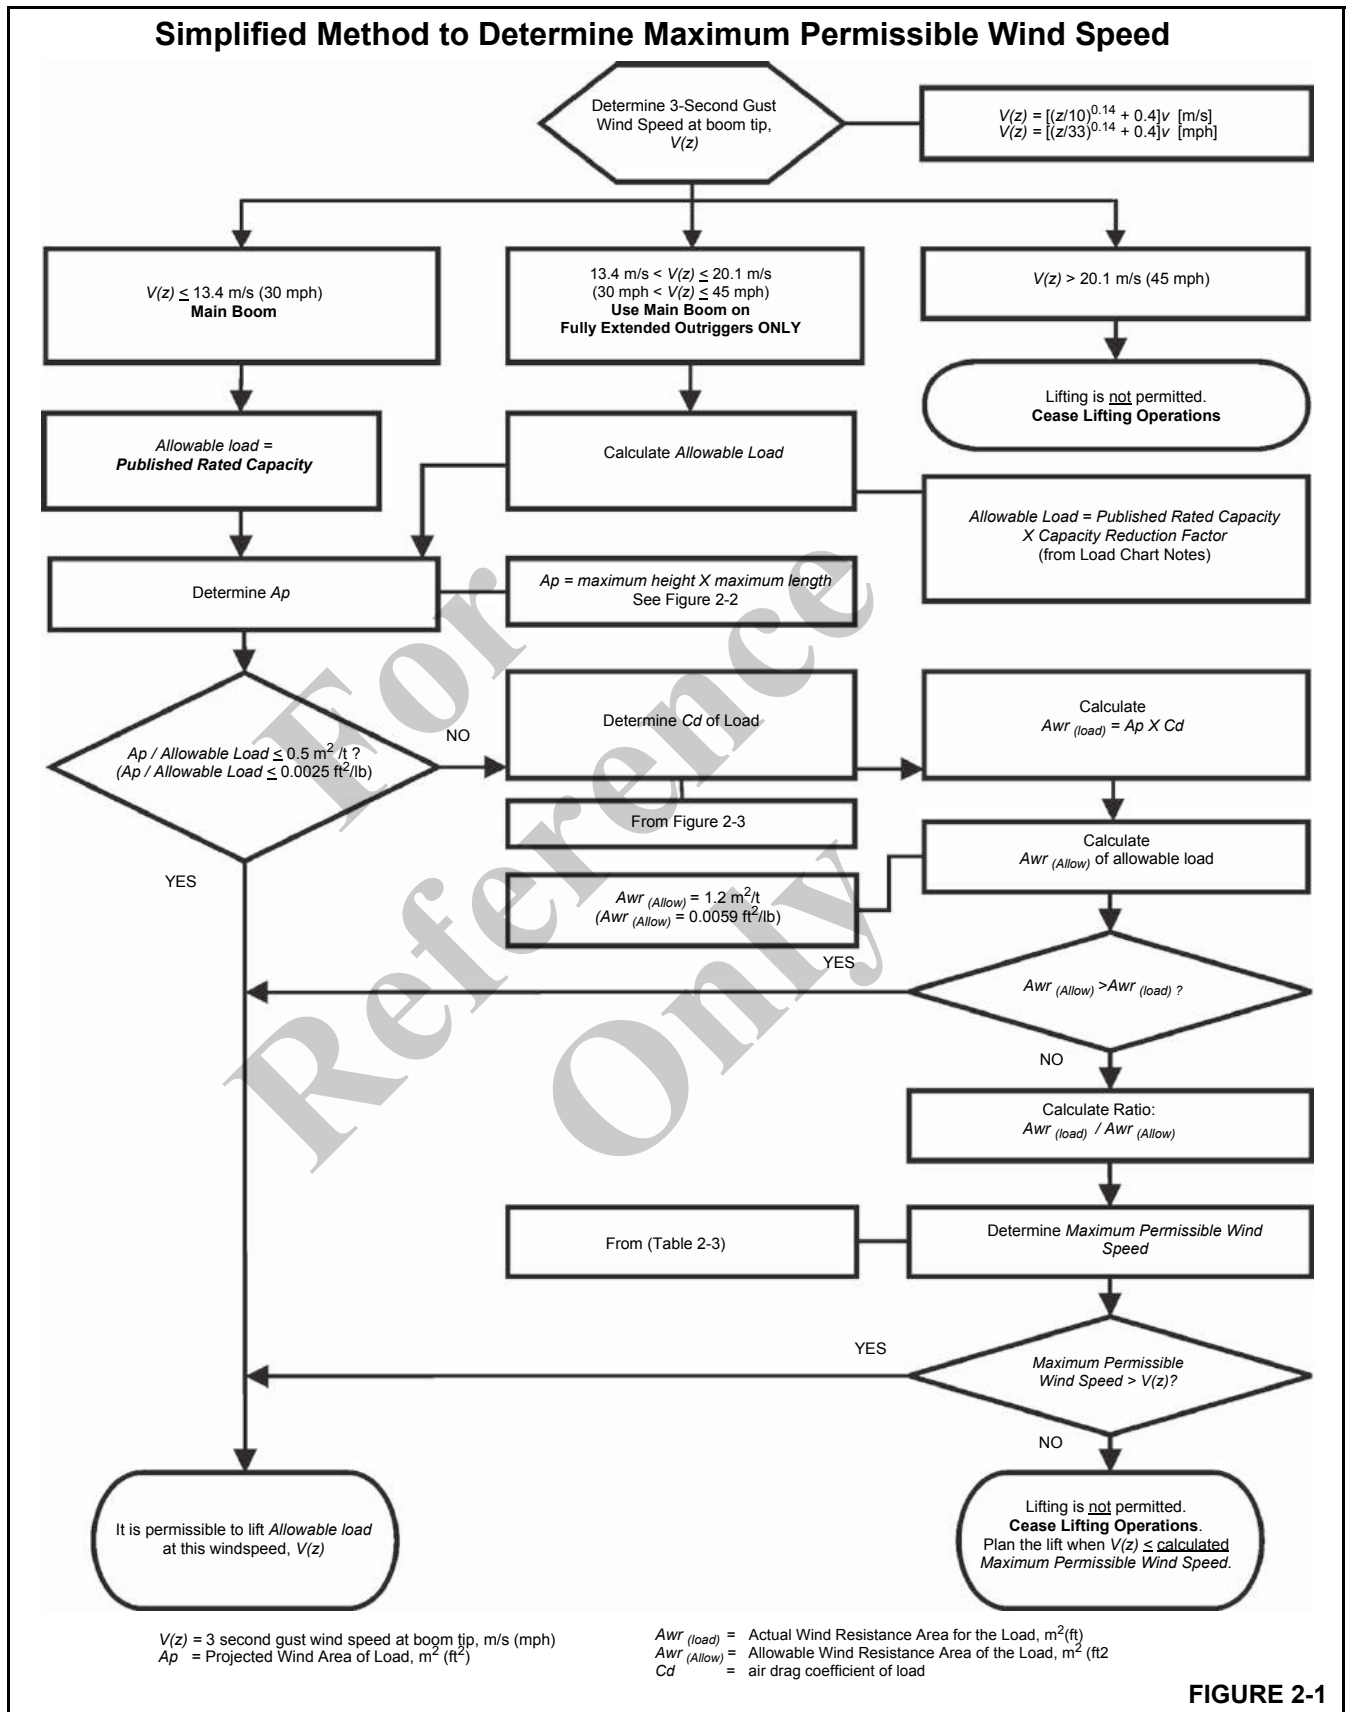 Simplified Method to Determine Maximum Permissible Wind Speed
Determine 3-Second Gust
Wind Speed at boom tip,
V(z)
V(z) = [(z/10)^0.14 + 0.4]v [m/s]
V(z) = [(z/33)^0.14 + 0.4]v [mph]
V(z) ≤ 13.4 m/s (30 mph)
Main Boom
13.4 m/s < V(z) ≤ 20.1 m/s
(30 mph < V(z) ≤ 45 mph)
Use Main Boom on
Fully Extended Outriggers ONLY
V(z) > 20.1 m/s (45 mph)
Lifting is not permitted.
Cease Lifting Operations
Allowable load =
Published Rated Capacity
Calculate Allowable Load
Allowable Load = Published Rated Capacity
X Capacity Reduction Factor
(from Load Chart Notes)
Determine Ap
Ap = maximum height X maximum length
See Figure 2-2
Ap / Allowable Load ≤ 0.5 m² /t ?
(Ap / Allowable Load ≤ 0.0025 ft²/lb)
NO
YES
Determine Cd of Load
From Figure 2-3
Calculate
Awr (load) = Ap X Cd
Calculate
Awr (Allow) of allowable load
Awr (Allow) = 1.2 m²/t
(Awr (Allow) = 0.0059 ft²/lb)
YES
Awr (Allow) >Awr (load) ?
NO
Calculate Ratio:
Awr (load) / Awr (Allow)
From (Table 2-3)
Determine Maximum Permissible Wind
Speed
YES
Maximum Permissible
Wind Speed > V(z)?
NO
It is permissible to lift Allowable load
at this windspeed, V(z)
Lifting is not permitted.
Cease Lifting Operations.
Plan the lift when V(z) ≤ calculated
Maximum Permissible Wind Speed.
V(z) = 3 second gust wind speed at boom tip, m/s (mph)
Ap = Projected Wind Area of Load, m² (ft²)
Awr (load) = Actual Wind Resistance Area for the Load, m²(ft)
Awr (Allow) = Allowable Wind Resistance Area of the Load, m² (ft2
Cd = air drag coefficient of load
FIGURE 2-1
For
Reference
Only